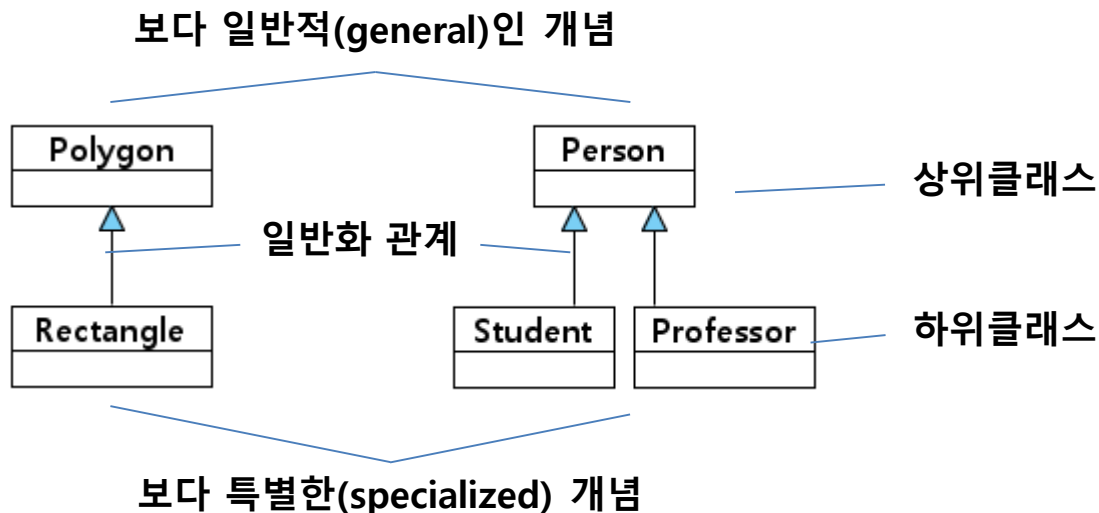 보다 일반적(general)인 개념
Polygon
Person
상위클래스
일반화 관계
Rectangle
Student
Professor
하위클래스
보다 특별한(specialized) 개념